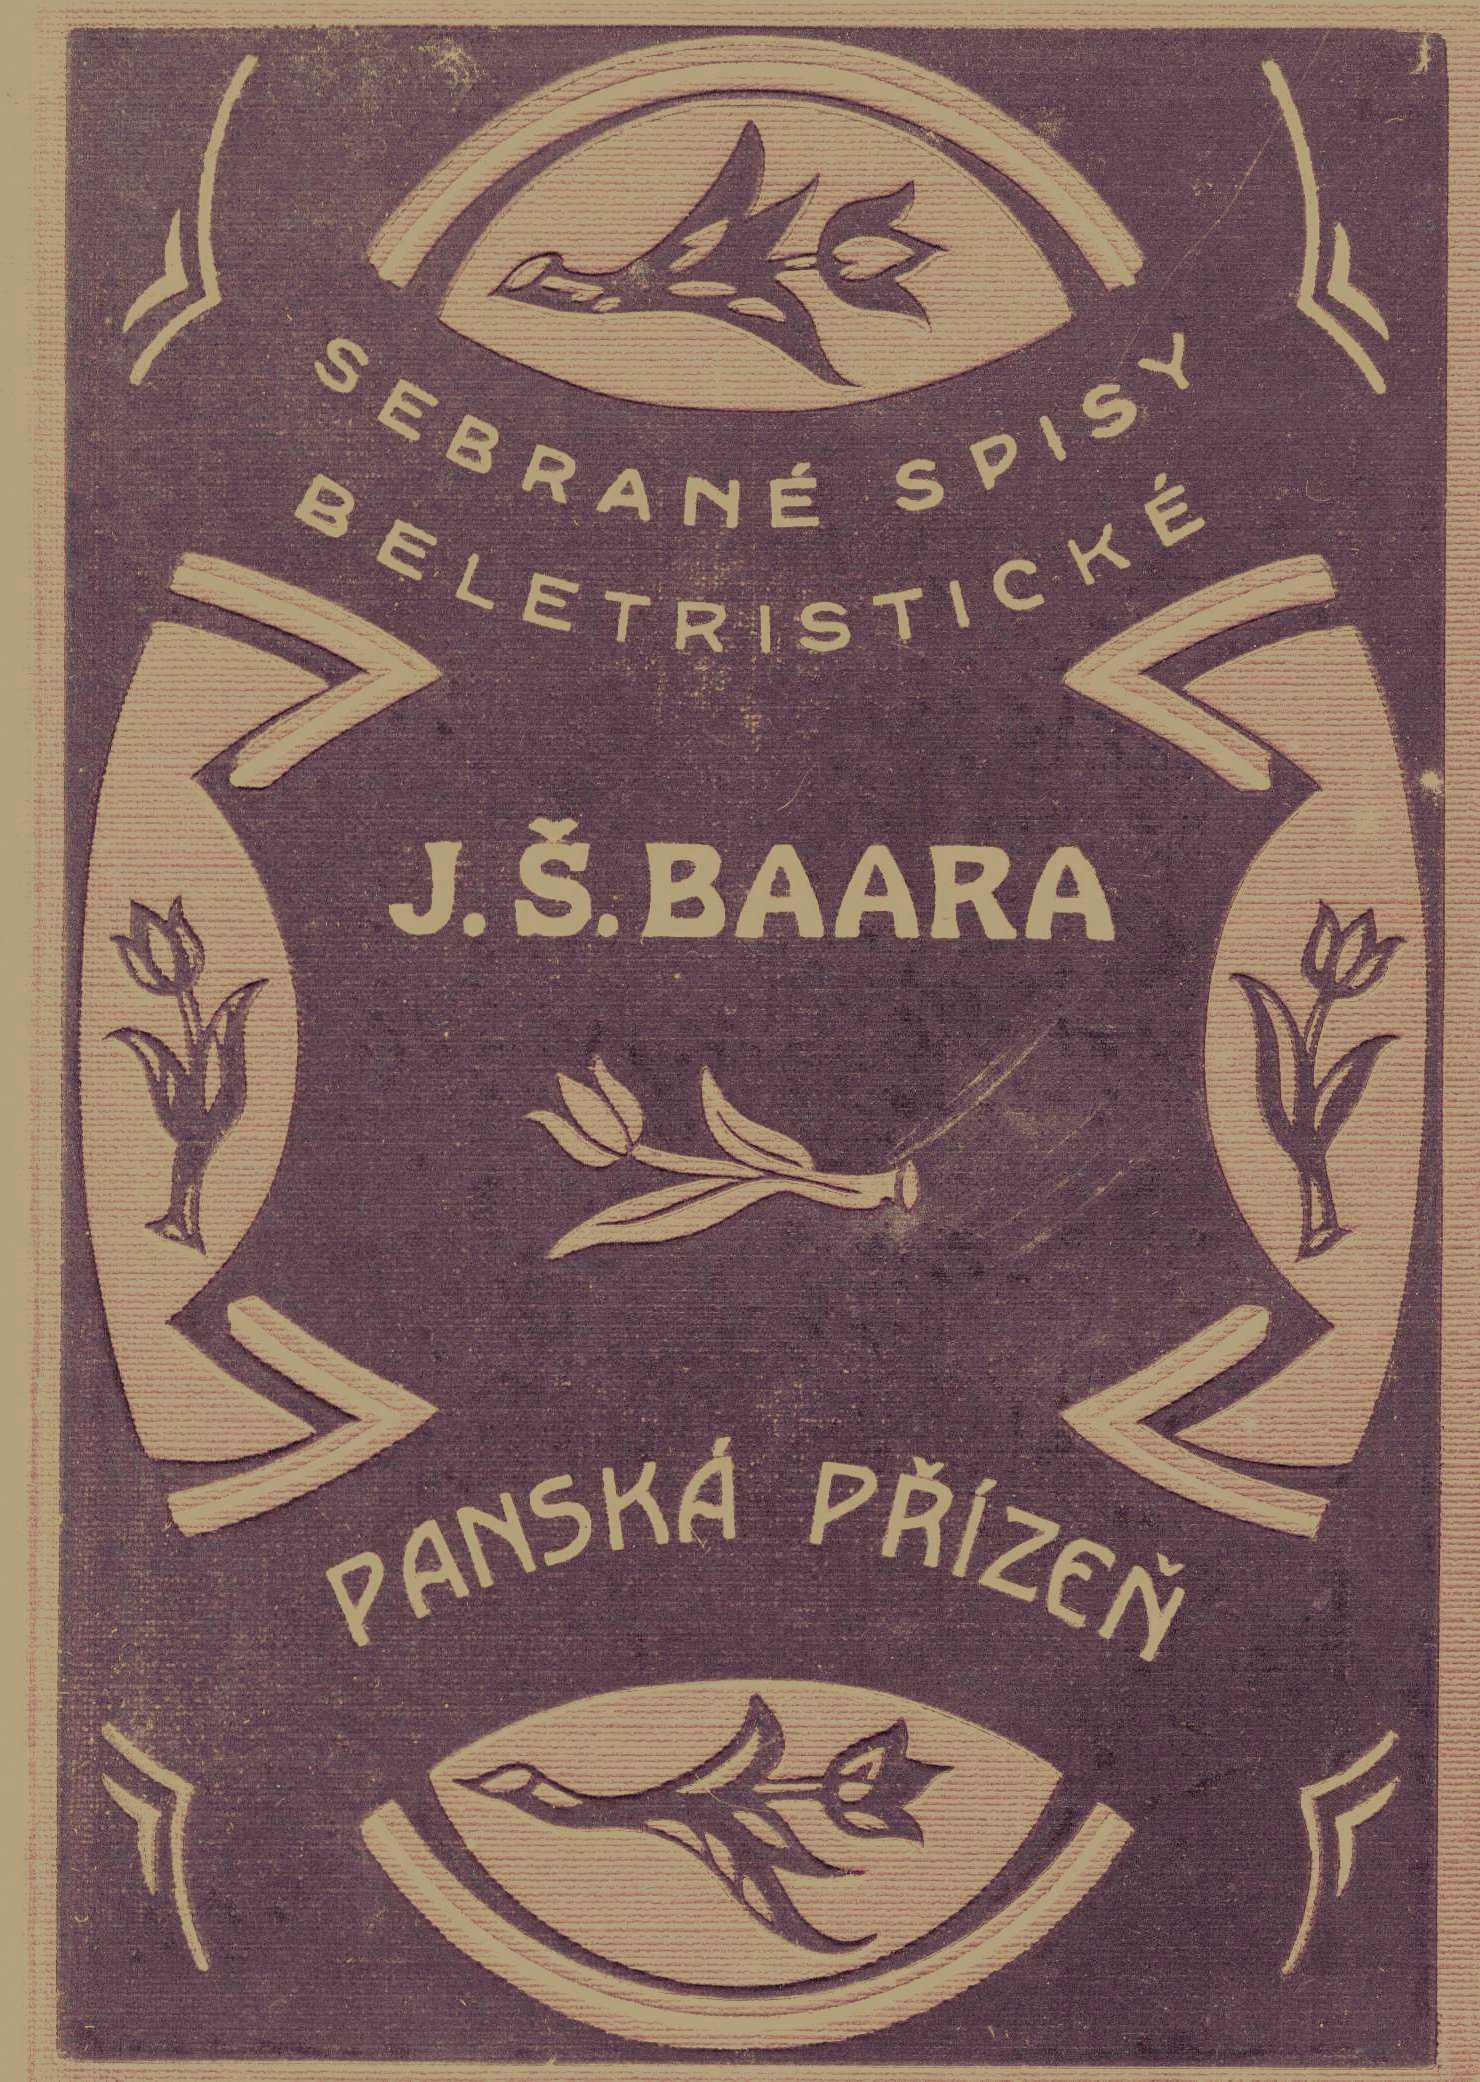 SEBRANÉ SPISY
BELETRISTICKÉ
J. Š. BAARA
PANSKÁ PŘÍZEŇ